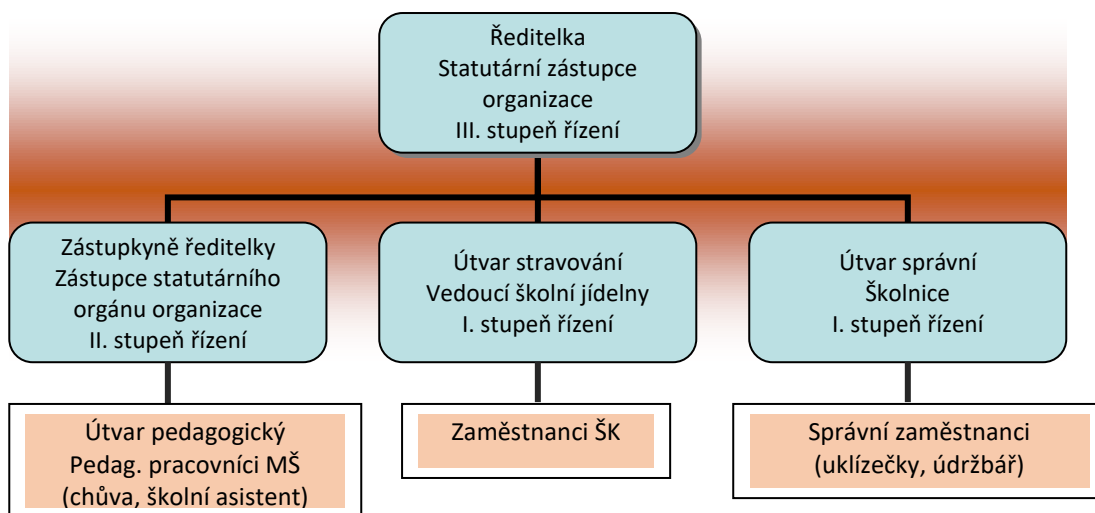 Ředitelka
Statutární zástupce
organizace
III. stupeň řízení
Zástupkyně ředitelky
Zástupce statutárního
orgánu organizace
II. stupeň řízení
Útvar stravování
Vedoucí školní jídelny
I. stupeň řízení
Útvar správní
Školnice
I. stupeň řízení
Útvar pedagogický
Pedag. pracovníci MŠ
(chůva, školní asistent)
Zaměstnanci ŠK
Správní zaměstnanci
(uklízečky, údržbář)